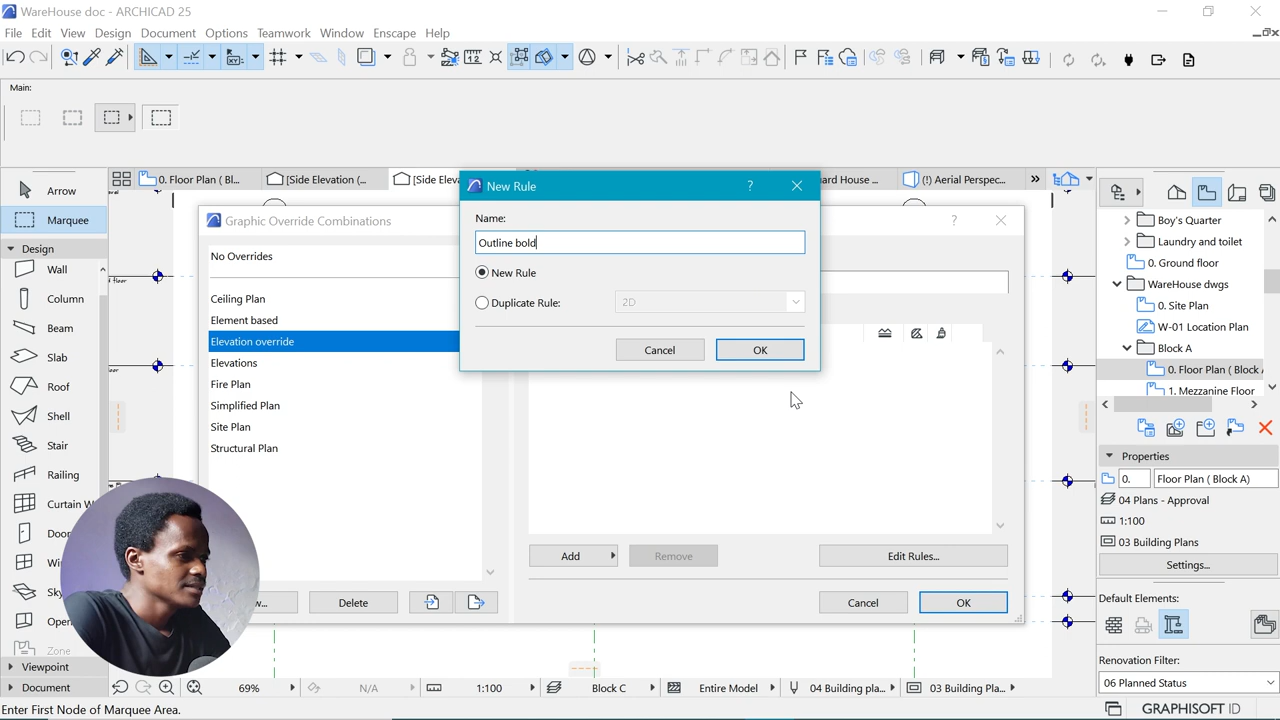 WareHouse doc - ARCHICAD 25
File Edit View Design Document Options Teamwork Window Enscape Help
Main:
Arrow
Marquee
Design
Wall
Column
Beam
Slab
Roof
Shell
Stair
Railing
Curtain W
Door
Wi
Sk
Open
Zone
Viewpoint
Document
0. Floor Plan ( Bl...
[Side Elevation (...
[Side Elev
ard House ...
(!) Aerial Perspec...
Graphic Override Combinations
No Overrides
Ceiling Plan
Element based
Elevation override
Elevations
Fire Plan
Simplified Plan
Site Plan
Structural Plan
w...
Delete
Add
Remove
Edit Rules...
Cancel
OK
New Rule
?
Name:
Outline bold
New Rule
Duplicate Rule:
2D
Cancel
OK
Boy's Quarter
Laundry and toilet
0. Ground floor
WareHouse dwgs
0. Site Plan
W-01 Location Plan
Block A
0. Floor Plan ( Block
1. Mezzanine Floor
Properties
0. Floor Plan ( Block A)
04 Plans - Approval
1:100
03 Building Plans
Settings...
Default Elements:
Renovation Filter:
06 Planned Status
69% N/A 1:100 Block C Entire Model 04 Building pla... 03 Building Pla...
Enter First Node of Marquee Area.
GRAPHISOFT ID